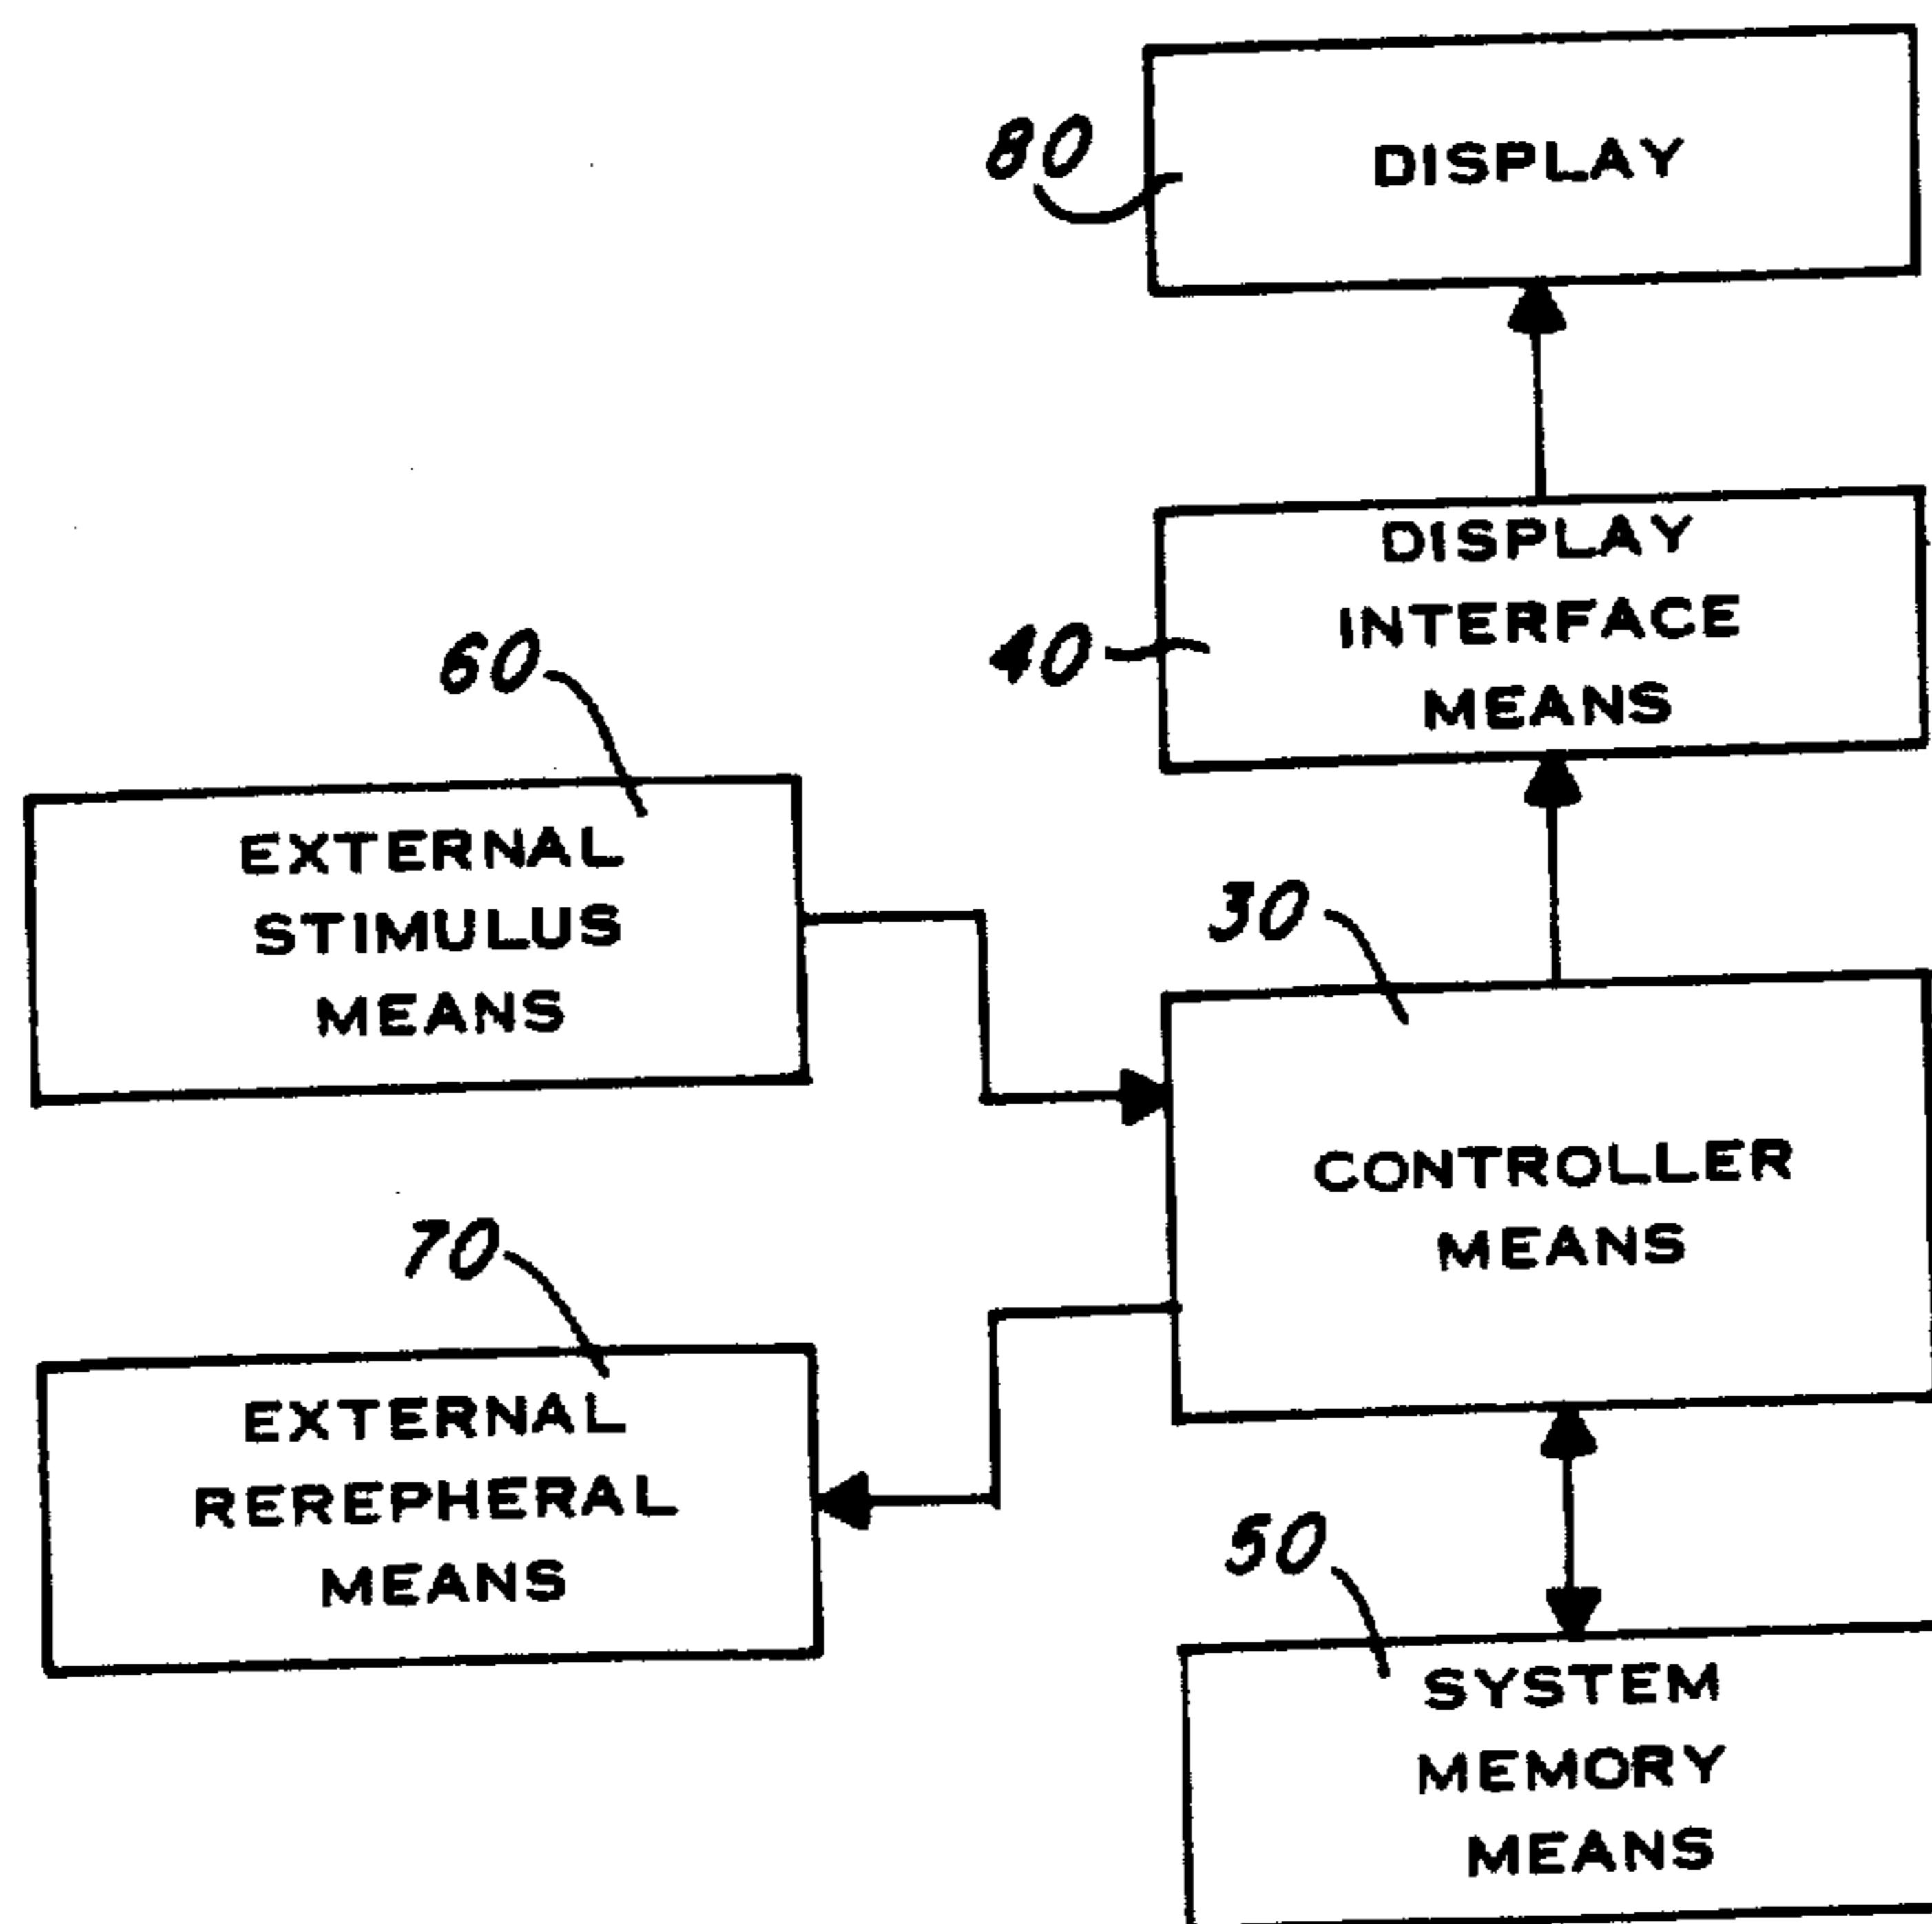 80
DISPLAY
DISPLAY
INTERFACE
MEANS
40
60
EXTERNAL
STIMULUS
MEANS
30
CONTROLLER
MEANS
70
EXTERNAL
REREPHERAL
MEANS
50
SYSTEM
MEMORY
MEANS